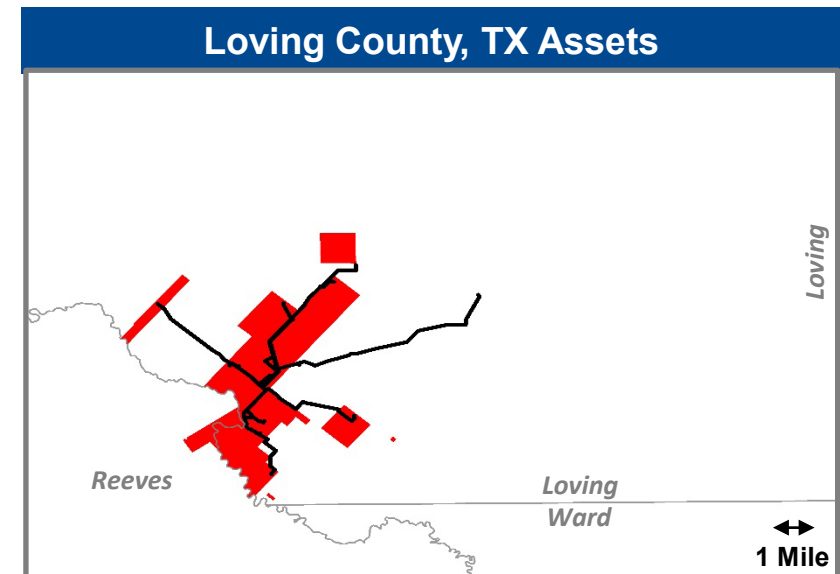 Loving County, TX Assets
Loving
Reeves
Loving
Ward
1 Mile